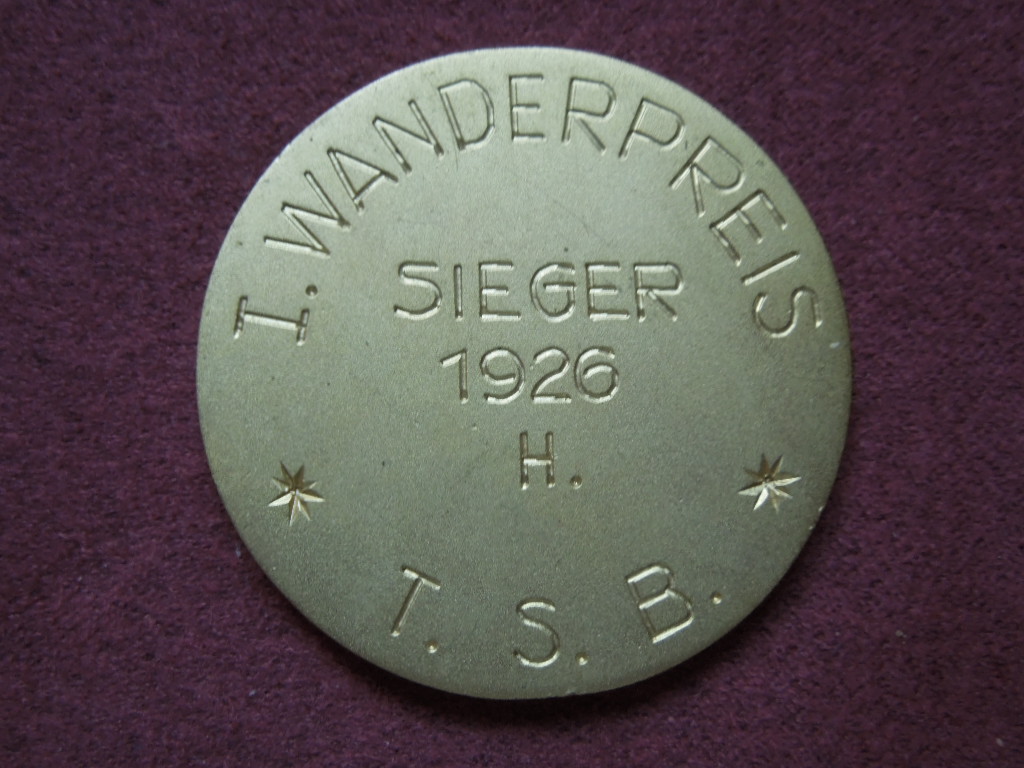 I. WANDERPREIS
SIEGER
1926
H.
T. S. B.